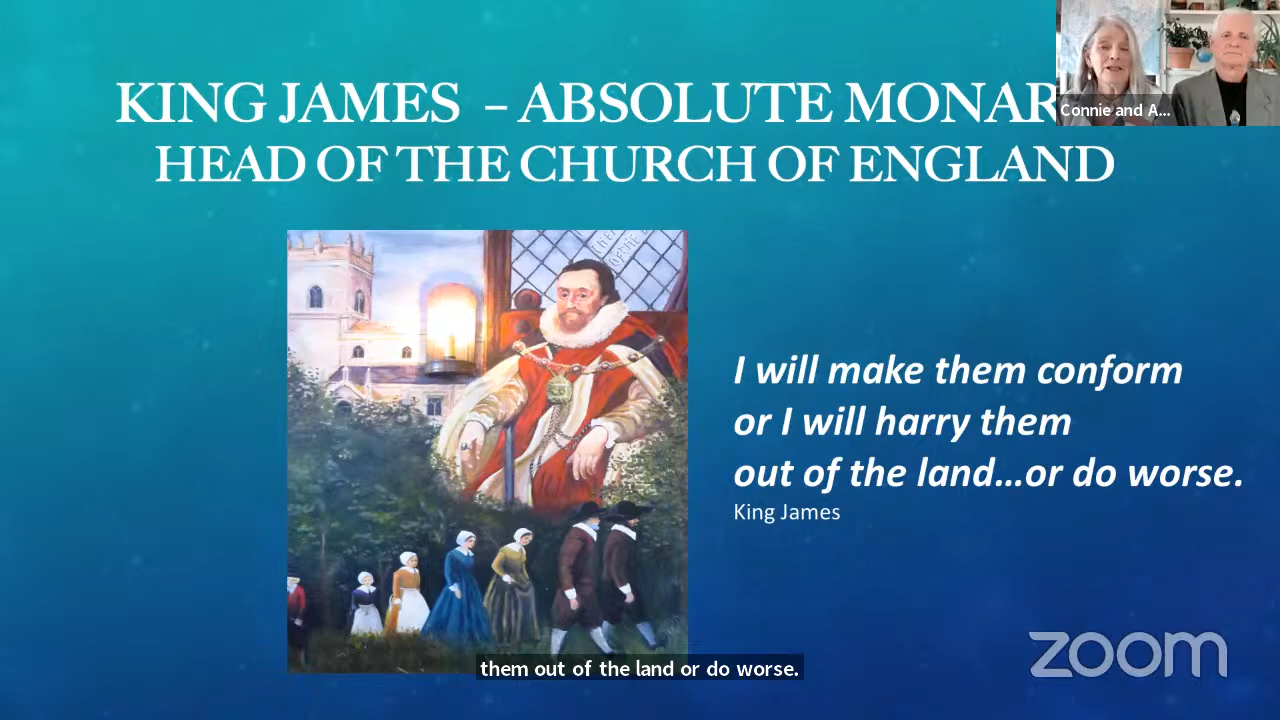 KING JAMES – ABSOLUTE MONAR
HEAD OF THE CHURCH OF ENGLAND
Connie and A...
I will make them conform
or I will harry them
out of the land...or do worse.
King James
them out of the land or do worse.
zoom